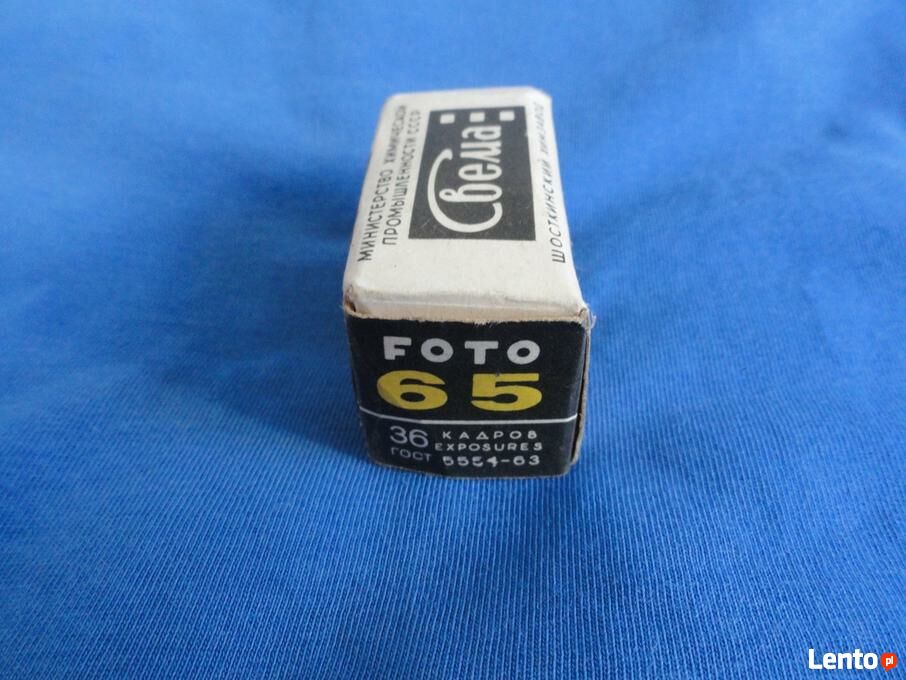 МИНИСТЕРСТВО ХИМИЧЕСКОЙ
ПРОМЫШЛЕННОСТИ СССР
Свема
ШОСТКИНСКИЙ ХИМЗАВОД
FOTO
65
36 КАДРОВ
EXPOSURES
ГОСТ 5554-63
Lento pl